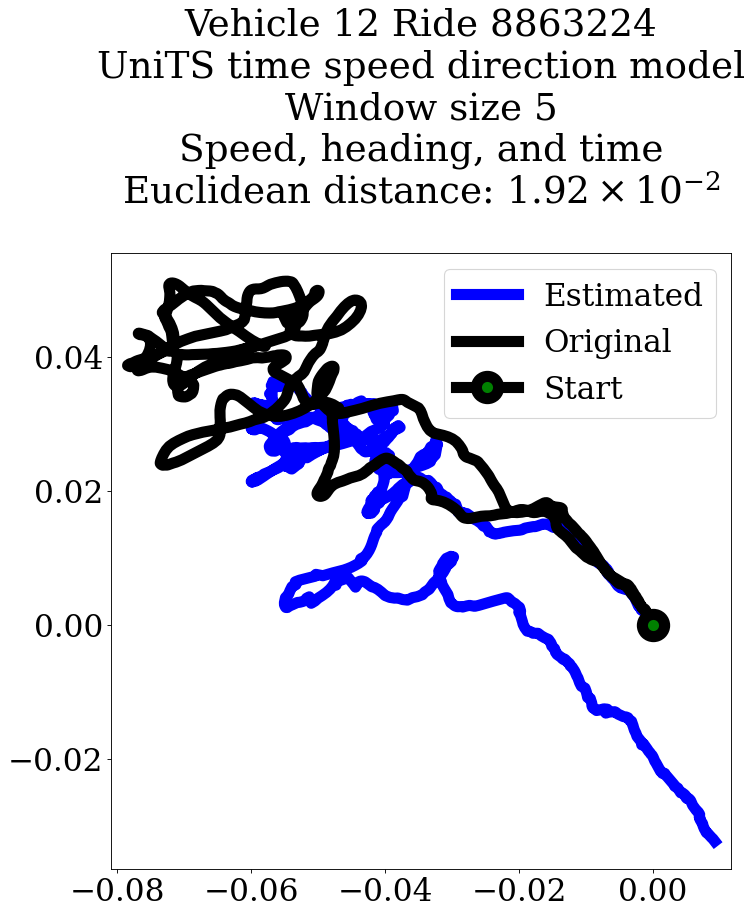 Vehicle 12 Ride 8863224
UniTS time speed direction model
Window size 5
Speed, heading, and time
Euclidean distance: 1.92 × 10⁻²
Estimated
Original
Start
0.04
0.02
0.00
−0.02
−0.08
−0.06
−0.04
−0.02
0.00